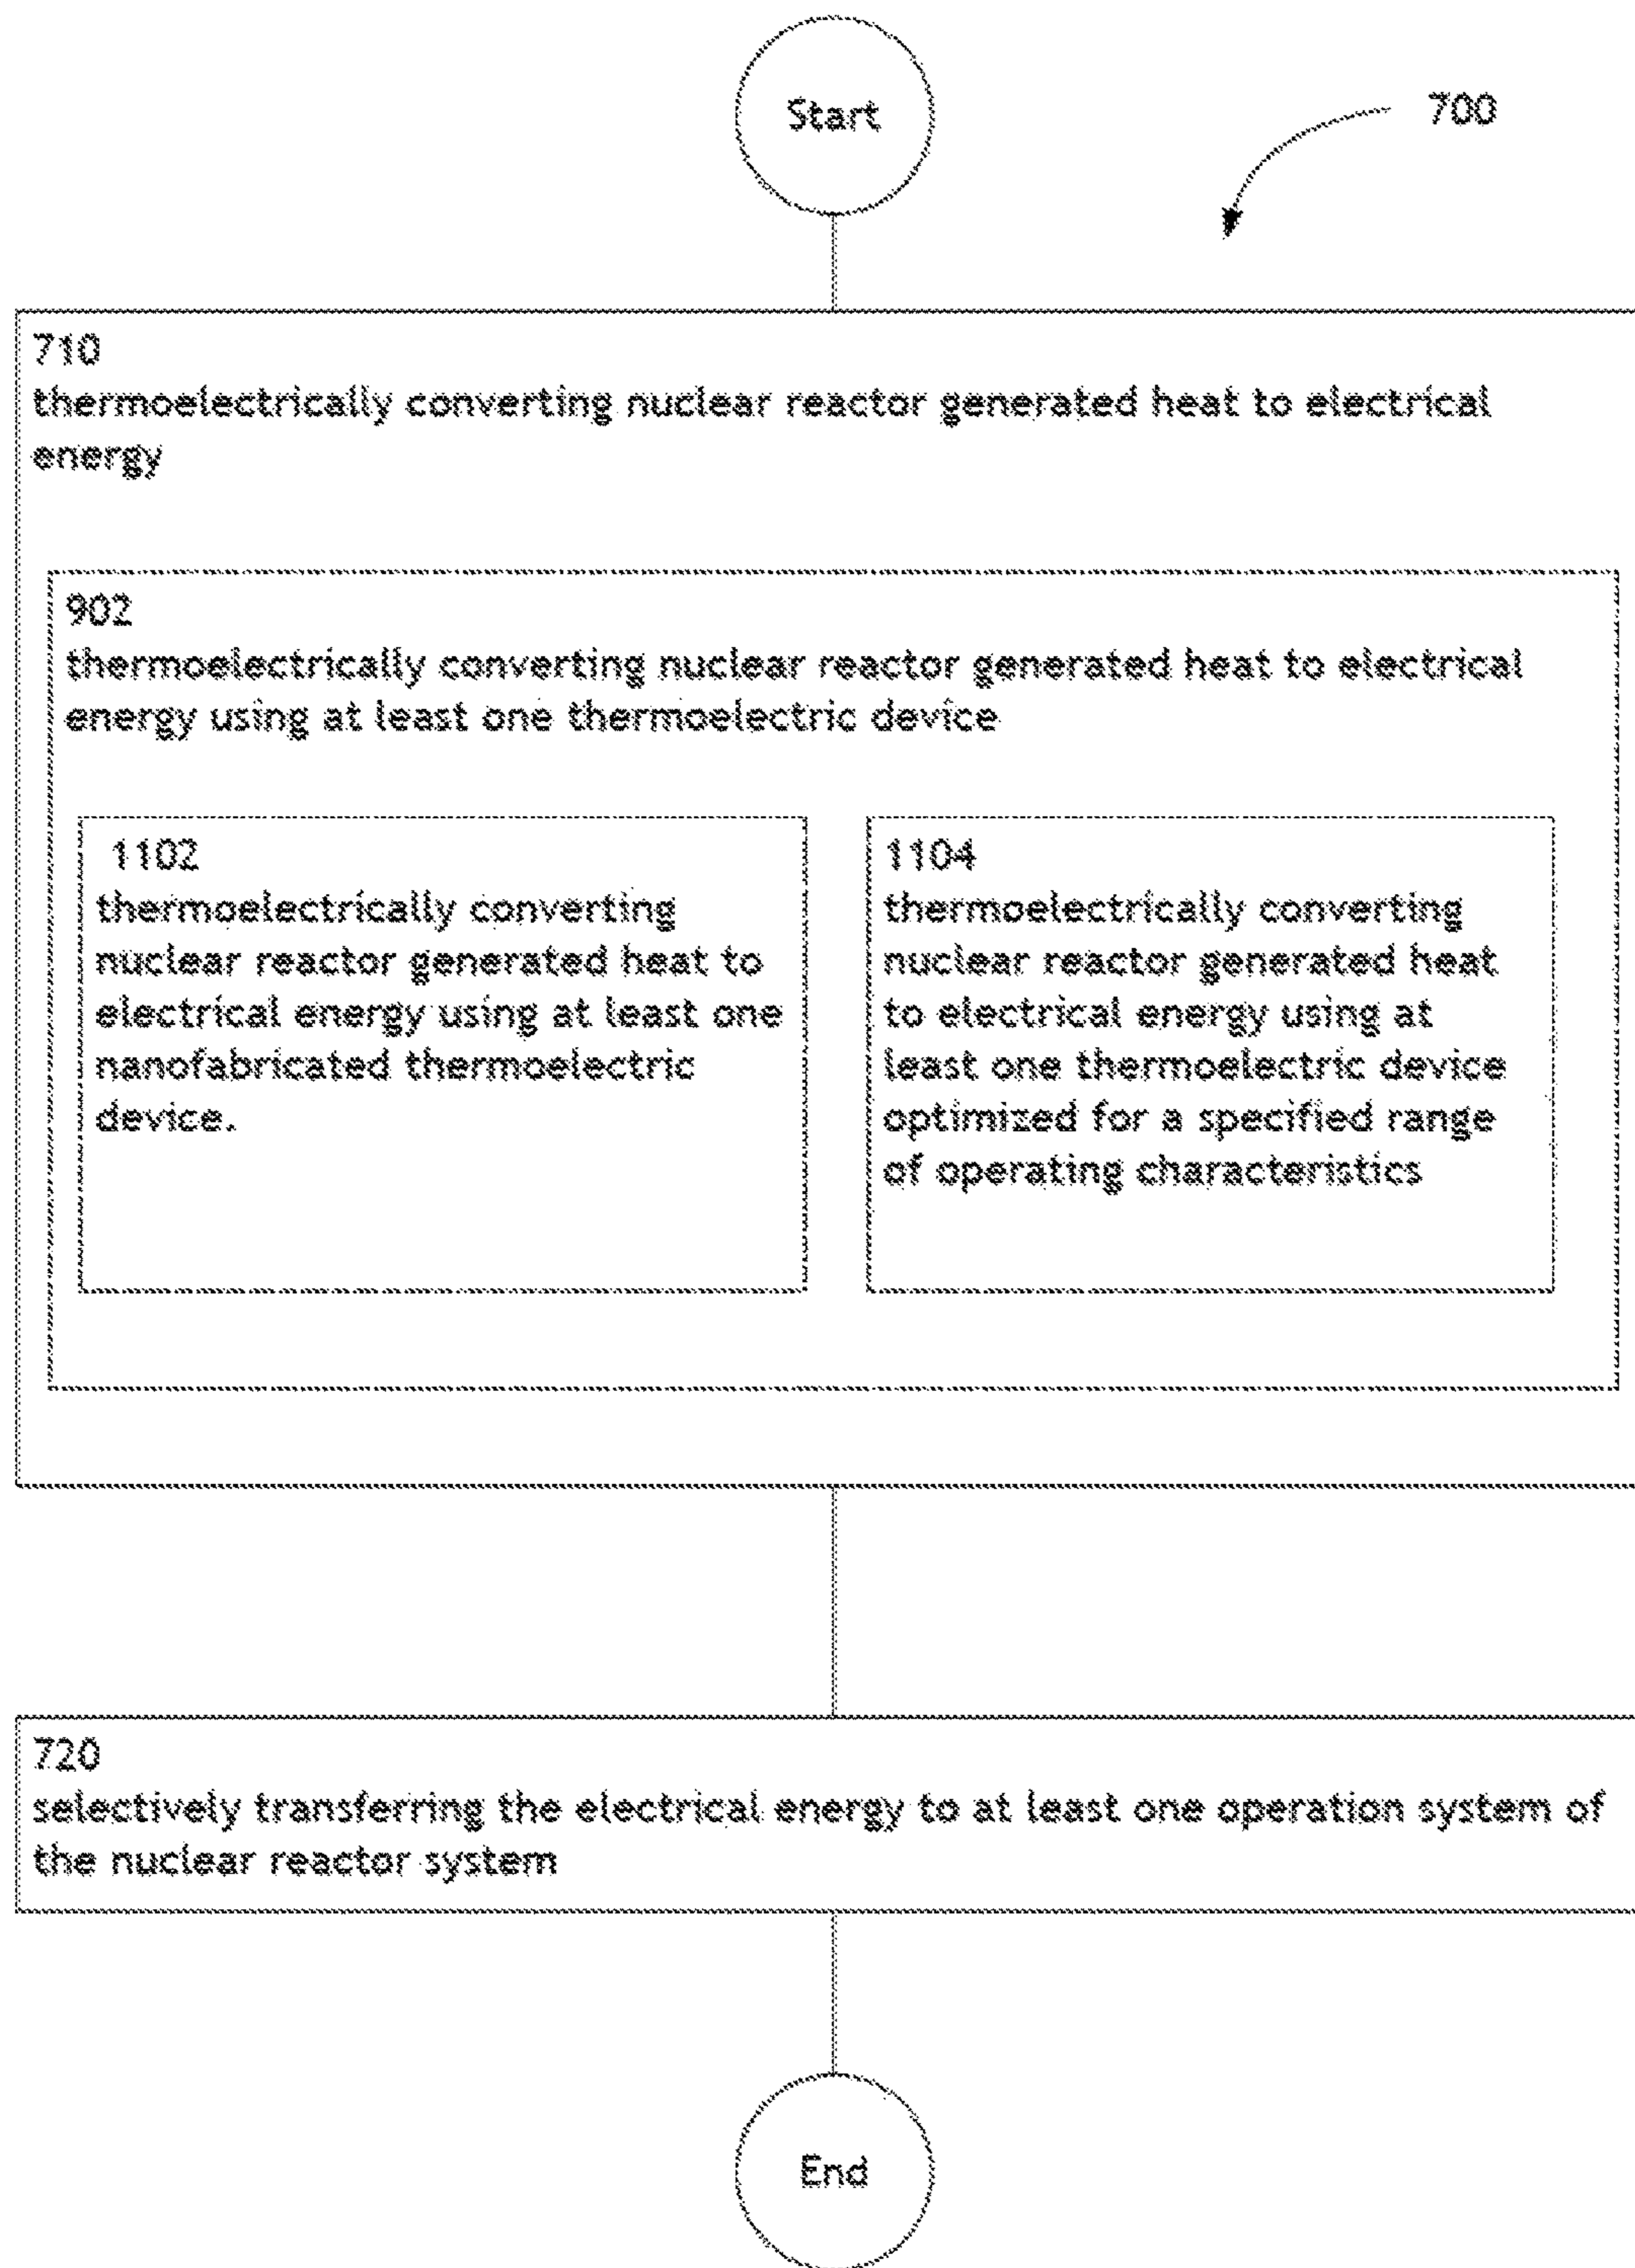 Start
700
710
thermoelectrically converting nuclear reactor generated heat to electrical
energy
902
thermoelectrically converting nuclear reactor generated heat to electrical
energy using at least one thermoelectric device
1102
thermoelectrically converting
nuclear reactor generated heat to
electrical energy using at least one
nanofabricated thermoelectric
device.
1104
thermoelectrically converting
nuclear reactor generated heat
to electrical energy using at
least one thermoelectric device
optimized for a specified range
of operating characteristics
720
selectively transferring the electrical energy to at least one operation system of
the nuclear reactor system
End